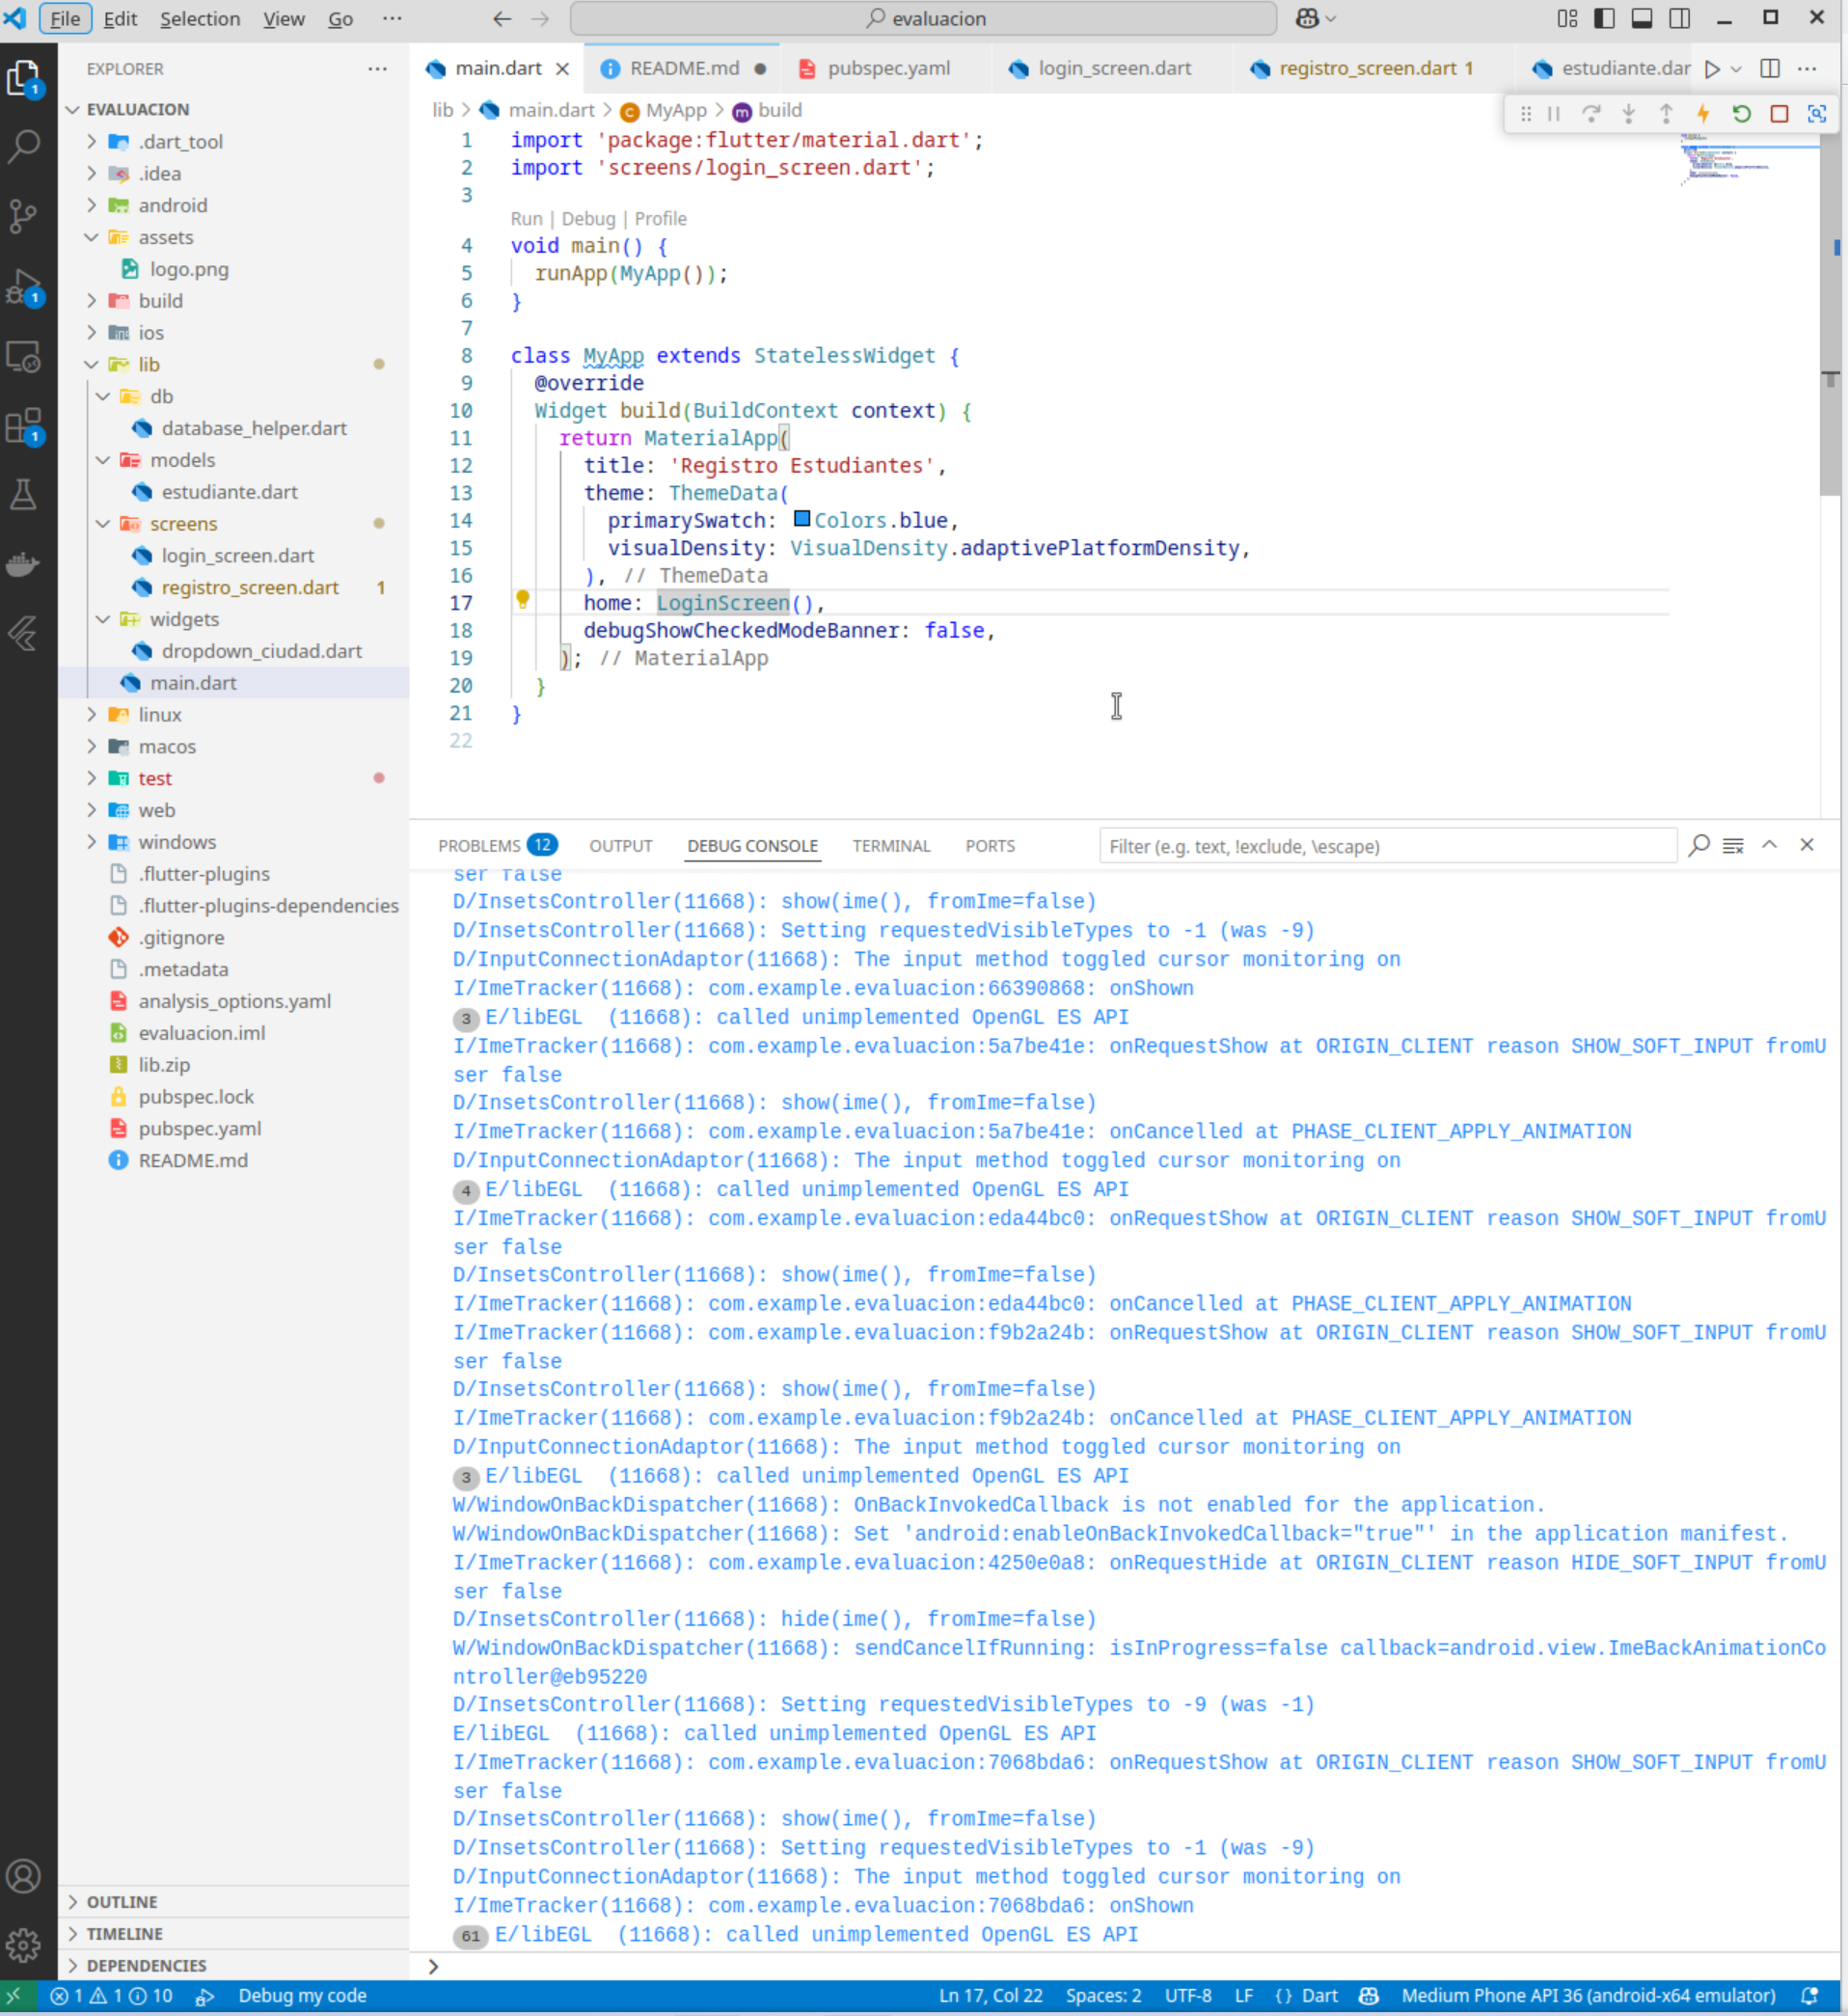 File Edit Selection View Go ··· evaluacion
EXPLORER ···
EVALUACION
.dart_tool
.idea
android
assets
logo.png
build
ios
lib
db
database_helper.dart
models
estudiante.dart
screens
login_screen.dart
registro_screen.dart 1
widgets
dropdown_ciudad.dart
main.dart
linux
macos
test
web
windows
.flutter-plugins
.flutter-plugins-dependencies
.gitignore
.metadata
analysis_options.yaml
evaluacion.iml
lib.zip
pubspec.lock
pubspec.yaml
README.md
OUTLINE
TIMELINE
DEPENDENCIES
1
1
1
main.dart README.md pubspec.yaml login_screen.dart registro_screen.dart 1 estudiante.dar
lib > main.dart > MyApp > build
1 import 'package:flutter/material.dart';
2 import 'screens/login_screen.dart';
3
Run | Debug | Profile
4 void main() {
5 runApp(MyApp());
6 }
7
8 class MyApp extends StatelessWidget {
9 @override
10 Widget build(BuildContext context) {
11 return MaterialApp(
12 title: 'Registro Estudiantes',
13 theme: ThemeData(
14 primarySwatch: Colors.blue,
15 visualDensity: VisualDensity.adaptivePlatformDensity,
16 ), // ThemeData
17 home: LoginScreen(),
18 debugShowCheckedModeBanner: false,
19 ); // MaterialApp
20 }
21 }
22
PROBLEMS 12 OUTPUT DEBUG CONSOLE TERMINAL PORTS Filter (e.g. text, !exclude, \escape)
ser false
D/InsetsController(11668): show(ime(), fromIme=false)
D/InsetsController(11668): Setting requestedVisibleTypes to -1 (was -9)
D/InputConnectionAdaptor(11668): The input method toggled cursor monitoring on
I/ImeTracker(11668): com.example.evaluacion:66390868: onShown
3 E/libEGL (11668): called unimplemented OpenGL ES API
I/ImeTracker(11668): com.example.evaluacion:5a7be41e: onRequestShow at ORIGIN_CLIENT reason SHOW_SOFT_INPUT fromU
ser false
D/InsetsController(11668): show(ime(), fromIme=false)
I/ImeTracker(11668): com.example.evaluacion:5a7be41e: onCancelled at PHASE_CLIENT_APPLY_ANIMATION
D/InputConnectionAdaptor(11668): The input method toggled cursor monitoring on
4 E/libEGL (11668): called unimplemented OpenGL ES API
I/ImeTracker(11668): com.example.evaluacion:eda44bc0: onRequestShow at ORIGIN_CLIENT reason SHOW_SOFT_INPUT fromU
ser false
D/InsetsController(11668): show(ime(), fromIme=false)
I/ImeTracker(11668): com.example.evaluacion:eda44bc0: onCancelled at PHASE_CLIENT_APPLY_ANIMATION
I/ImeTracker(11668): com.example.evaluacion:f9b2a24b: onRequestShow at ORIGIN_CLIENT reason SHOW_SOFT_INPUT fromU
ser false
D/InsetsController(11668): show(ime(), fromIme=false)
I/ImeTracker(11668): com.example.evaluacion:f9b2a24b: onCancelled at PHASE_CLIENT_APPLY_ANIMATION
D/InputConnectionAdaptor(11668): The input method toggled cursor monitoring on
3 E/libEGL (11668): called unimplemented OpenGL ES API
W/WindowOnBackDispatcher(11668): OnBackInvokedCallback is not enabled for the application.
W/WindowOnBackDispatcher(11668): Set 'android:enableOnBackInvokedCallback="true"' in the application manifest.
I/ImeTracker(11668): com.example.evaluacion:4250e0a8: onRequestHide at ORIGIN_CLIENT reason HIDE_SOFT_INPUT fromU
ser false
D/InsetsController(11668): hide(ime(), fromIme=false)
W/WindowOnBackDispatcher(11668): sendCancelIfRunning: isInProgress=false callback=android.view.ImeBackAnimationCo
ntroller@eb95220
D/InsetsController(11668): Setting requestedVisibleTypes to -9 (was -1)
E/libEGL (11668): called unimplemented OpenGL ES API
I/ImeTracker(11668): com.example.evaluacion:7068bda6: onRequestShow at ORIGIN_CLIENT reason SHOW_SOFT_INPUT fromU
ser false
D/InsetsController(11668): show(ime(), fromIme=false)
D/InsetsController(11668): Setting requestedVisibleTypes to -1 (was -9)
D/InputConnectionAdaptor(11668): The input method toggled cursor monitoring on
I/ImeTracker(11668): com.example.evaluacion:7068bda6: onShown
61 E/libEGL (11668): called unimplemented OpenGL ES API
>
1 1 10 Debug my code Ln 17, Col 22 Spaces: 2 UTF-8 LF {} Dart Medium Phone API 36 (android-x64 emulator)